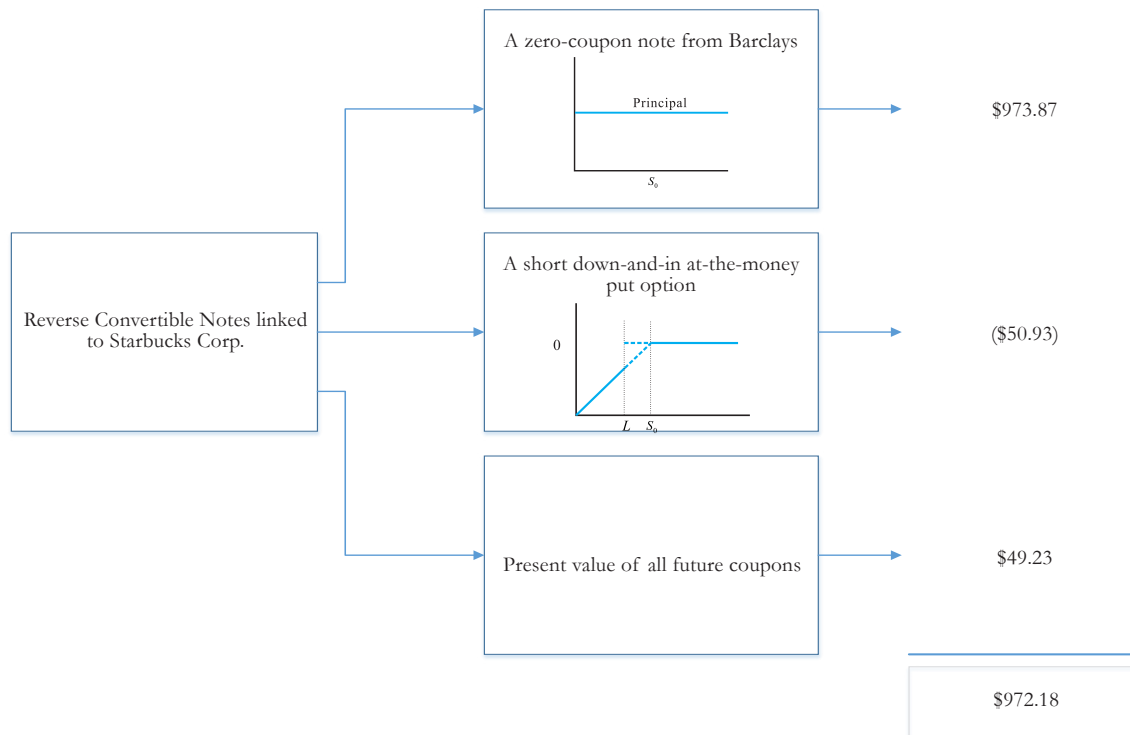 A zero-coupon note from Barclays
Principal
S₀
$973.87
Reverse Convertible Notes linked
to Starbucks Corp.
A short down-and-in at-the-money
put option
0
L S₀
($50.93)
Present value of all future coupons
$49.23
$972.18